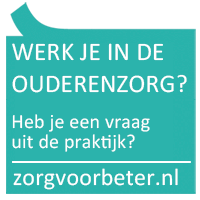 WERK JE IN DE
OUDERENZORG?
Heb je een vraag
uit de praktijk?
zorgvoorbeter.nl